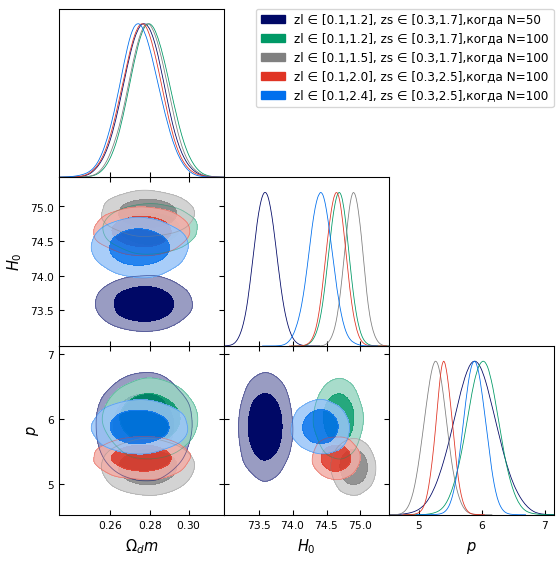 zl ∈ [0.1,1.2], zs ∈ [0.3,1.7],когда N=50
zl ∈ [0.1,1.2], zs ∈ [0.3,1.7],когда N=100
zl ∈ [0.1,1.5], zs ∈ [0.3,1.7],когда N=100
zl ∈ [0.1,2.0], zs ∈ [0.3,2.5],когда N=100
zl ∈ [0.1,2.4], zs ∈ [0.3,2.5],когда N=100
75.0
74.5
74.0
73.5
H₀
7
6
5
p
0.26 0.28 0.30
Ω_dm
73.5 74.0 74.5 75.0
H₀
5 6 7
p